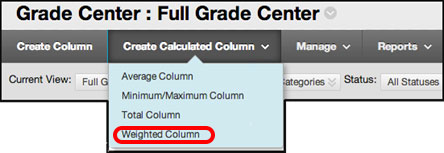 Grade Center : Full Grade Center
Create Column Create Calculated Column Manage Reports
Current View: Full G Categories Status: All Statuses
Average Column
Minimum/Maximum Column
Total Column
Weighted Column